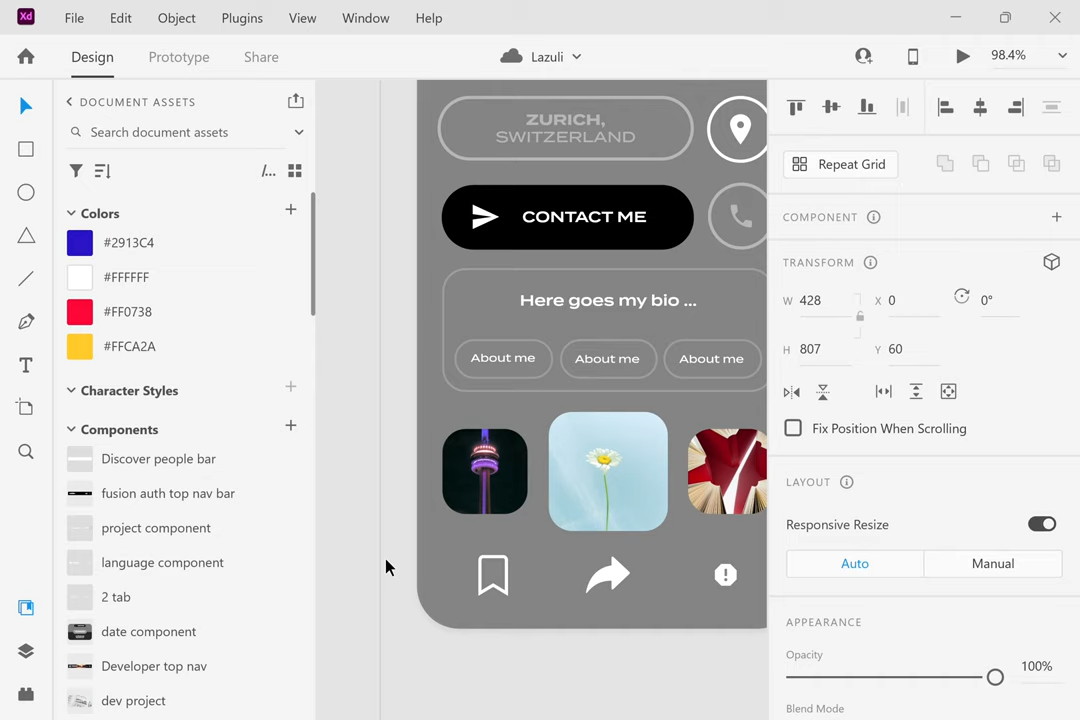 Xd
File
Edit
Object
Plugins
View
Window
Help
Design
Prototype
Share
Lazuli
98.4%
DOCUMENT ASSETS
Search document assets
/...
Colors
#2913C4
#FFFFFF
#FF0738
#FFCA2A
Character Styles
Components
Discover people bar
fusion auth top nav bar
project component
language component
2 tab
date component
Developer top nav
dev project
ZURICH,
SWITZERLAND
CONTACT ME
Here goes my bio ...
About me
About me
About me
Repeat Grid
COMPONENT
TRANSFORM
W 428
X 0
0°
H 807
Y 60
Fix Position When Scrolling
LAYOUT
Responsive Resize
Auto
Manual
APPEARANCE
Opacity
100%
Blend Mode